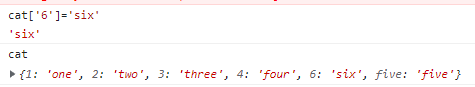 cat['6']='six'
'six'
cat
▶{1: 'one', 2: 'two', 3: 'three', 4: 'four', 6: 'six', five: 'five'}